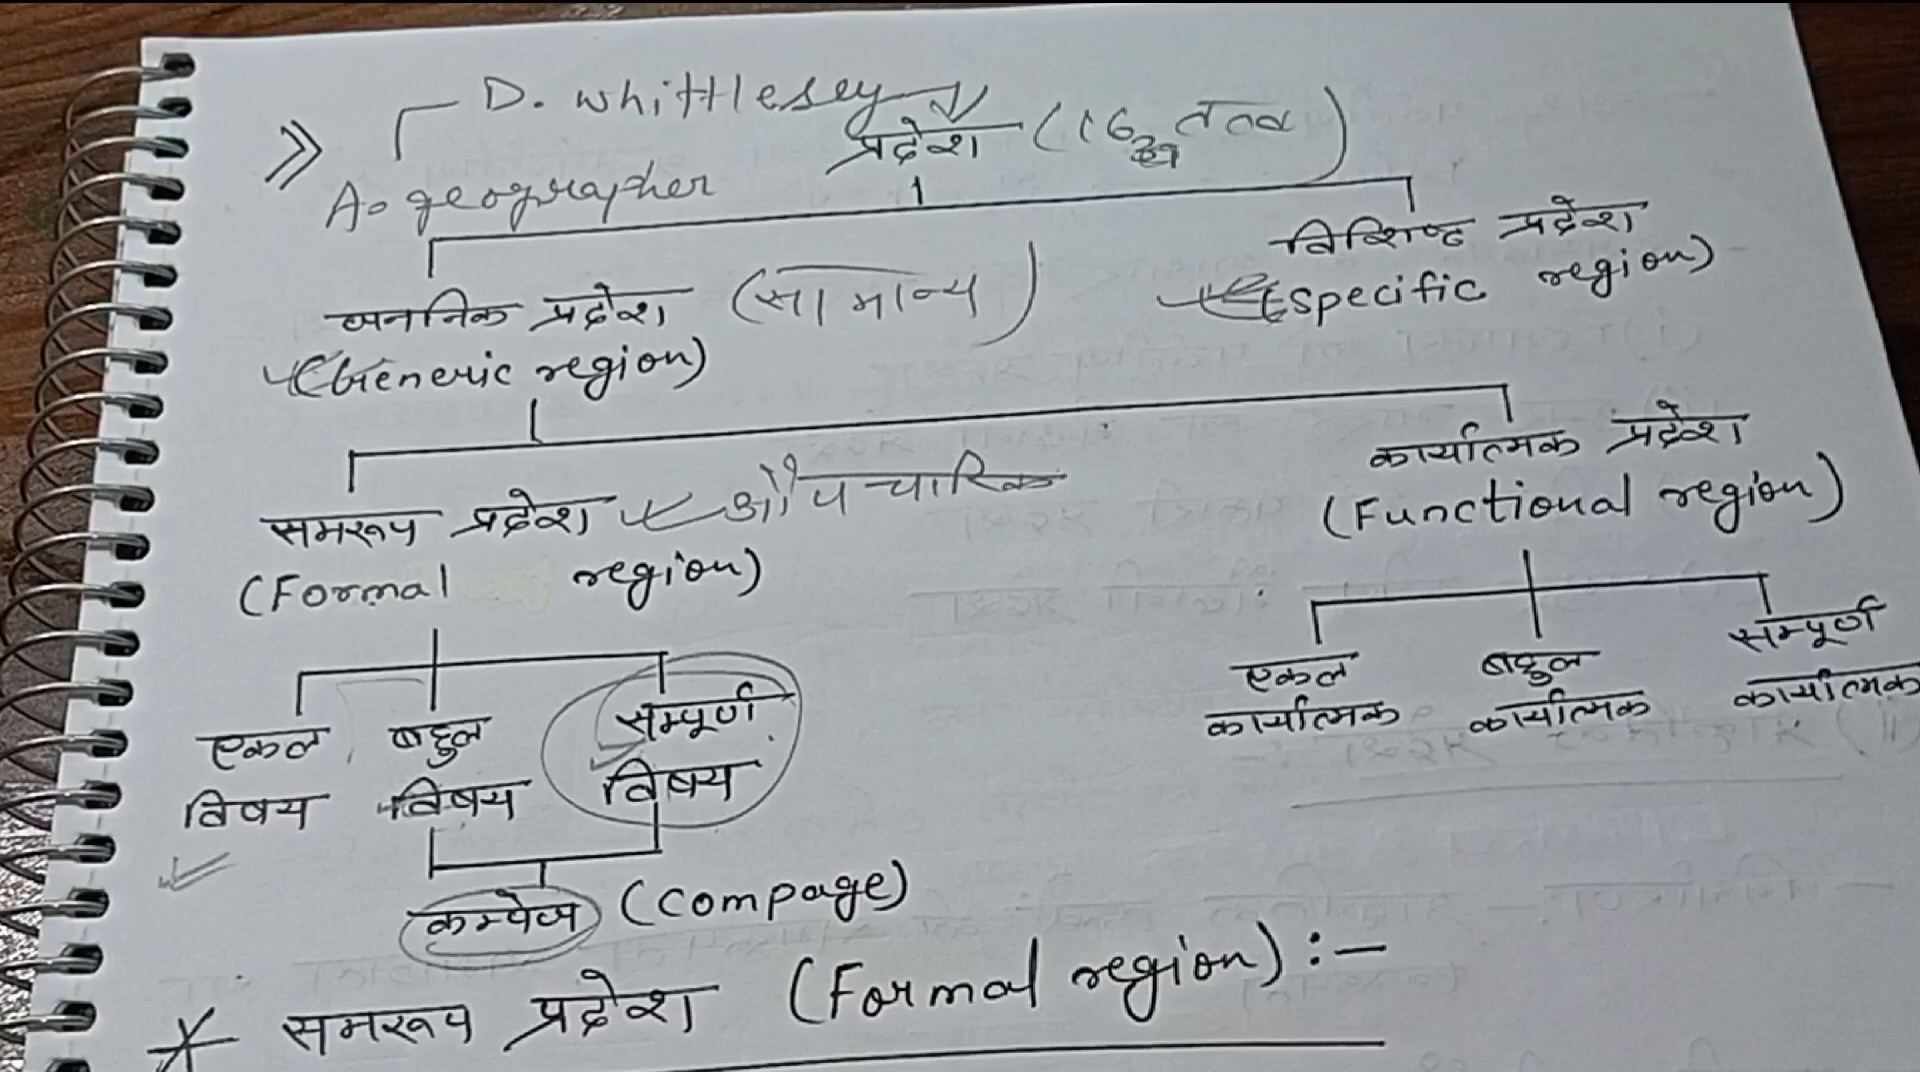 D. Whittlesey
प्रदेश (16 तत्व)
A. geographer
जननिक प्रदेश (सामान्य)
(Generic region)
विशिष्ट प्रदेश
(Specific region)
समरूप प्रदेश औपचारिक
(Formal region)
कार्यात्मक प्रदेश
(Functional region)
एकल
विषय
बहुल
विषय
सम्पूर्ण
विषय
एकल
कार्यात्मक
बहुल
कार्यात्मक
सम्पूर्ण
कार्यात्मक
कम्पेज (Compage)
* समरूप प्रदेश (Formal region) :-